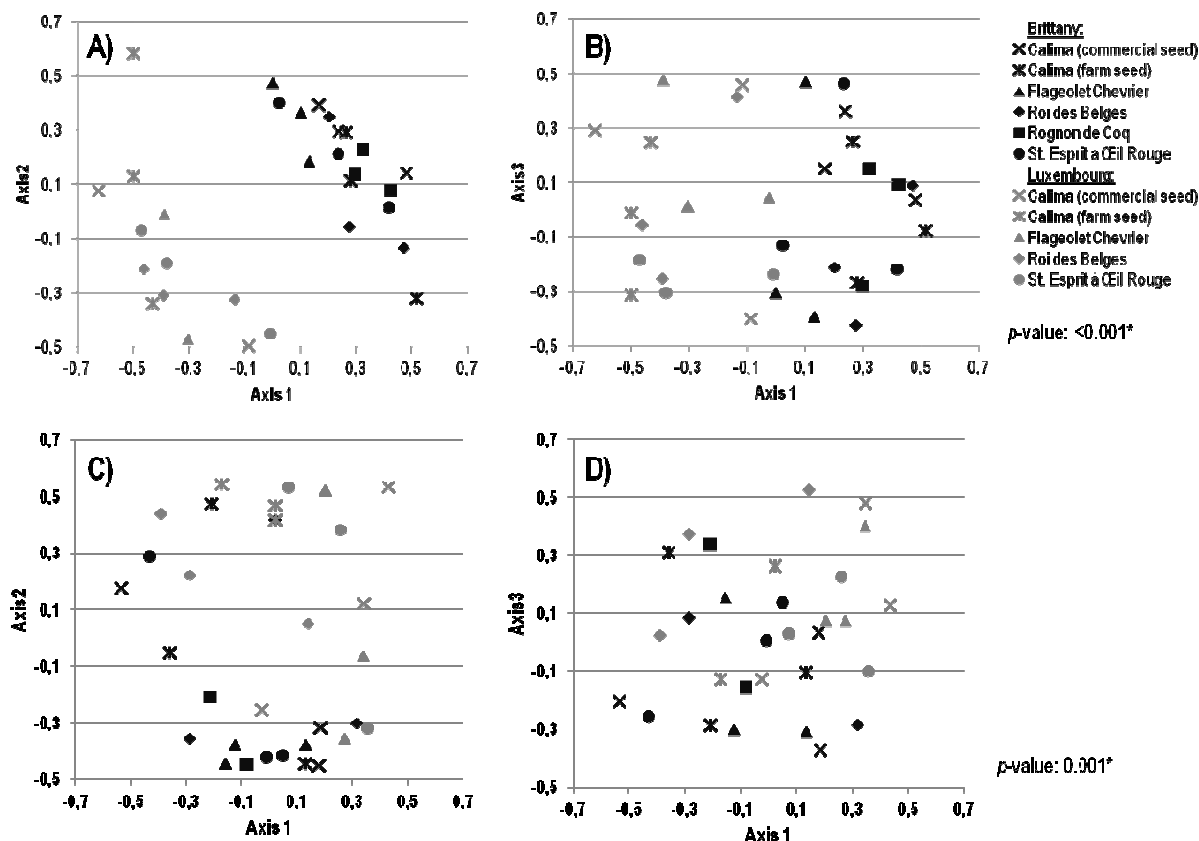 A)
0,7
0,5
0,3
0,1
-0,1
-0,3
-0,5
Axis2
-0,7 -0,5 -0,3 -0,1 0,1 0,3 0,5 0,7
Axis 1
B)
0,7
0,5
0,3
0,1
-0,1
-0,3
-0,5
Axis3
-0,7 -0,5 -0,3 -0,1 0,1 0,3 0,5 0,7
Axis 1
Brittany:
Calima (commercial seed)
Calima (farm seed)
Flageolet Chevrier
Roi des Belges
Rognon de Coq
St. Esprit à Œil Rouge
Luxembourg:
Calima (commercial seed)
Calima (farm seed)
Flageolet Chevrier
Roi des Belges
St. Esprit à Œil Rouge
p-value: <0.001*
C)
0,7
0,5
0,3
0,1
-0,1
-0,3
-0,5
Axis2
-0,7 -0,5 -0,3 -0,1 0,1 0,3 0,5 0,7
Axis 1
D)
0,7
0,5
0,3
0,1
-0,1
-0,3
-0,5
Axis3
-0,7 -0,5 -0,3 -0,1 0,1 0,3 0,5 0,7
Axis 1
p-value: 0.001*